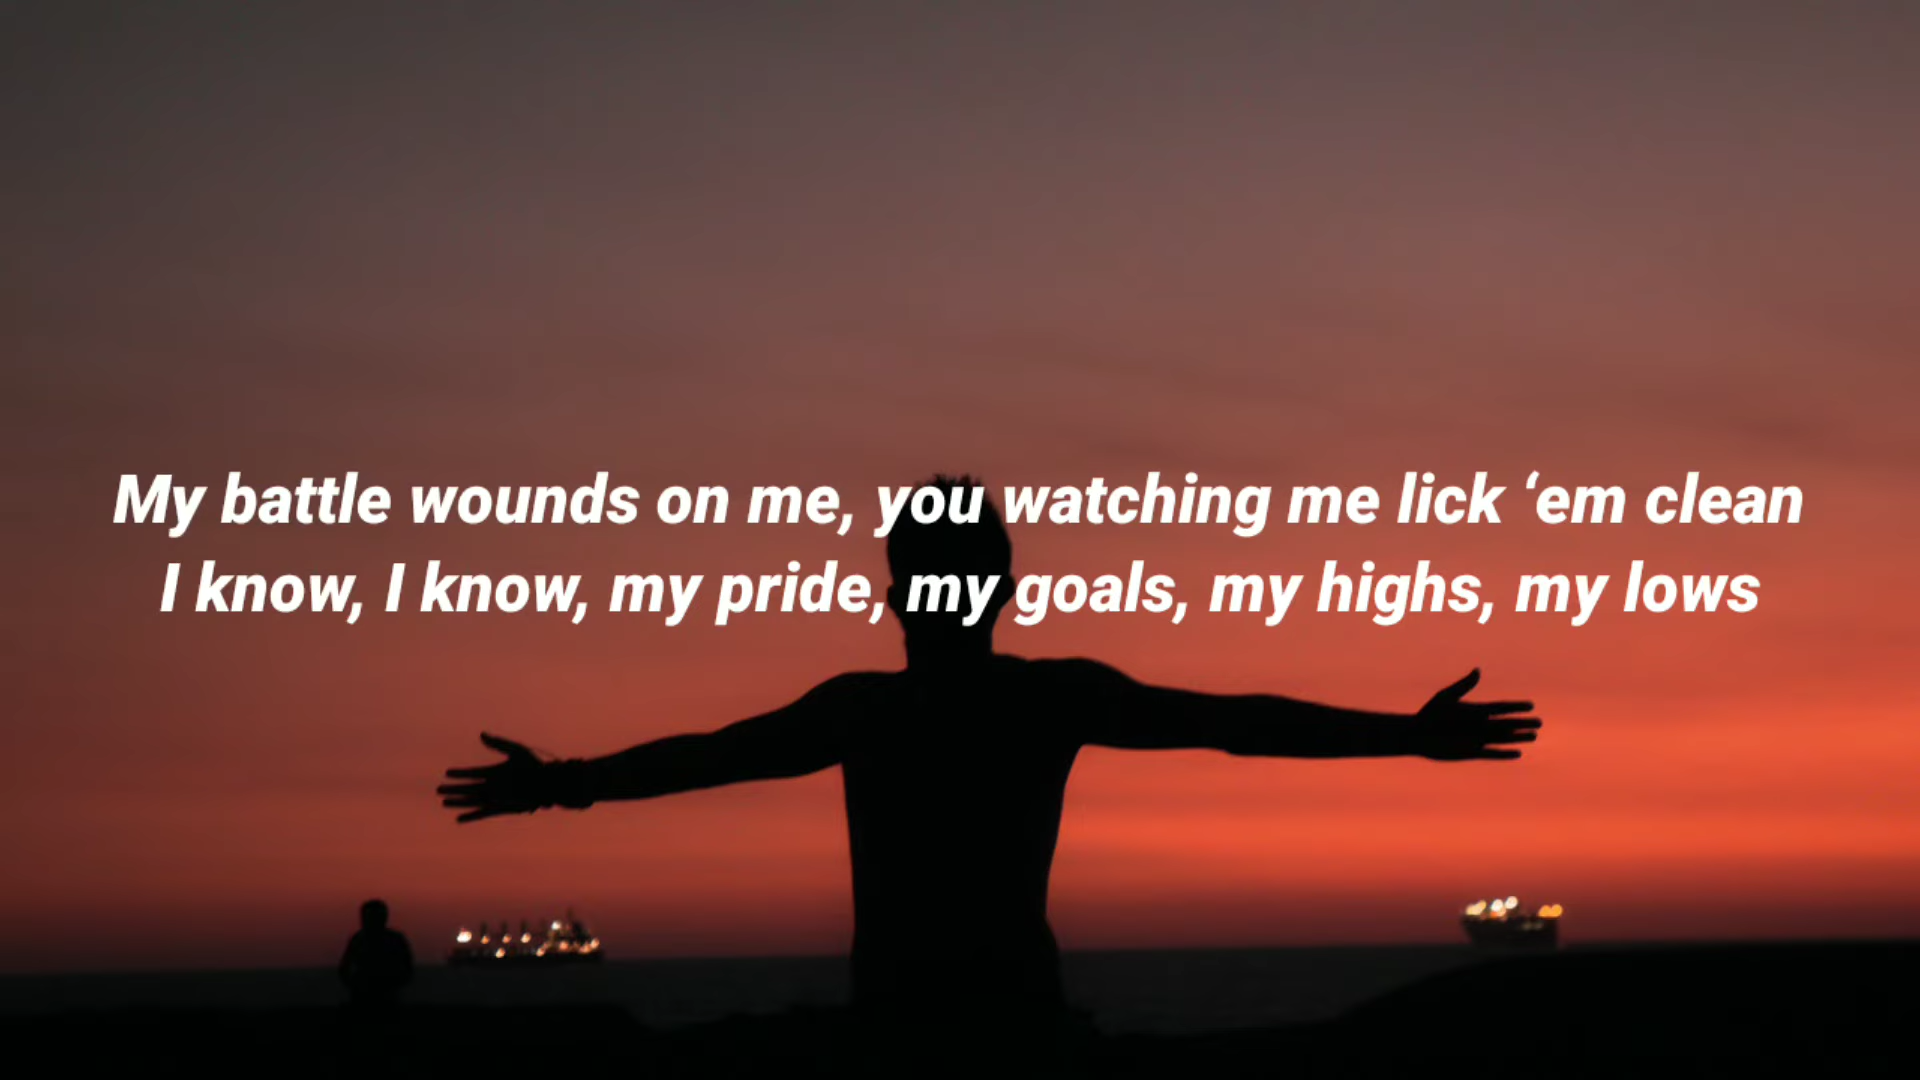 My battle wounds on me, you watching me lick ‘em clean
I know, I know, my pride, my goals, my highs, my lows